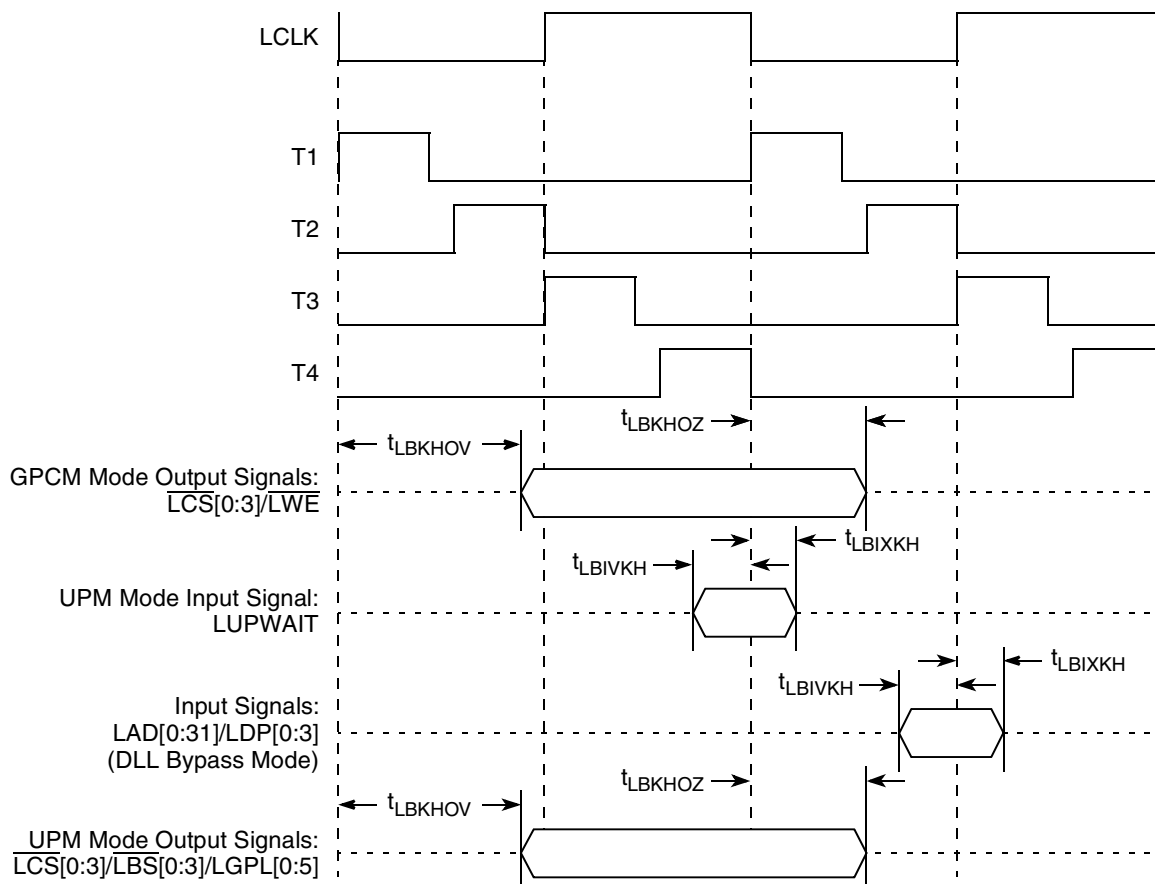 LCLK
T1
T2
T3
T4
tLBKHOZ
tLBKHOV
GPCM Mode Output Signals:
LCS[0:3]/LWE
tLBIXKH
tLBIVKH
UPM Mode Input Signal:
LUPWAIT
tLBIXKH
tLBIVKH
Input Signals:
LAD[0:31]/LDP[0:3]
(DLL Bypass Mode)
tLBKHOZ
tLBKHOV
UPM Mode Output Signals:
LCS[0:3]/LBS[0:3]/LGPL[0:5]